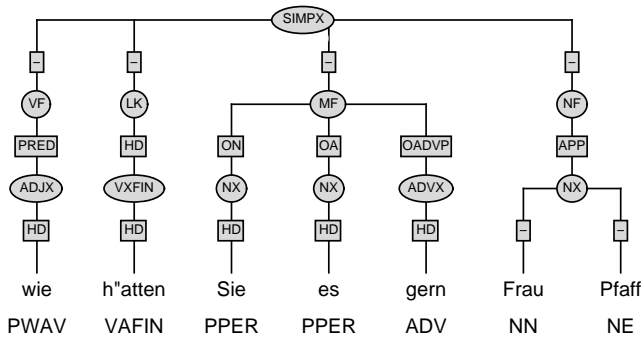 SIMPX
– – – –
VF LK MF NF
PRED HD ON OA OADVP APP
ADJX VXFIN NX NX ADVX NX
HD HD HD HD HD – –
wie h"atten Sie es gern Frau Pfaff
PWAV VAFIN PPER PPER ADV NN NE